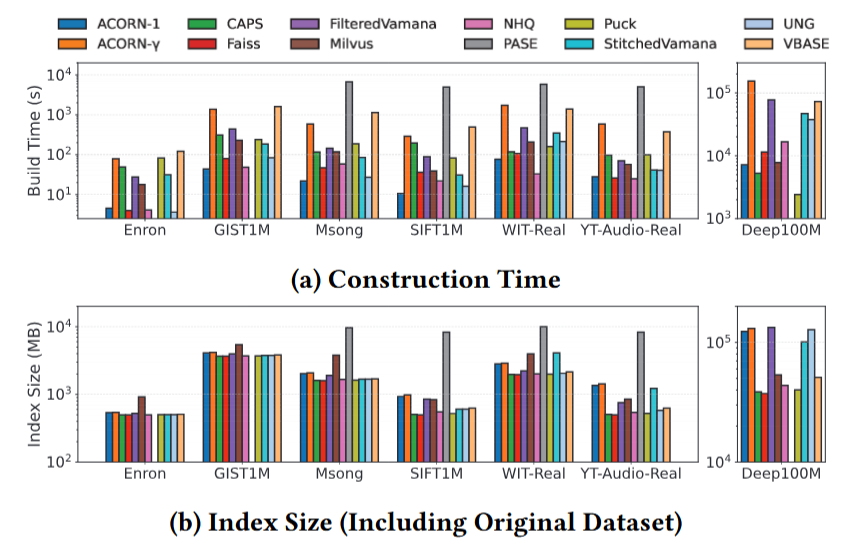 ACORN-1 CAPS FilteredVamana NHQ Puck UNG
ACORN-γ Faiss Milvus PASE StitchedVamana VBASE
Build Time (s)
10⁴
10³
10²
10¹
10⁵
10⁴
10³
Enron GIST1M Msong SIFT1M WIT-Real YT-Audio-Real Deep100M
(a) Construction Time
Index Size (MB)
10⁴
10³
10²
10⁵
10⁴
Enron GIST1M Msong SIFT1M WIT-Real YT-Audio-Real Deep100M
(b) Index Size (Including Original Dataset)